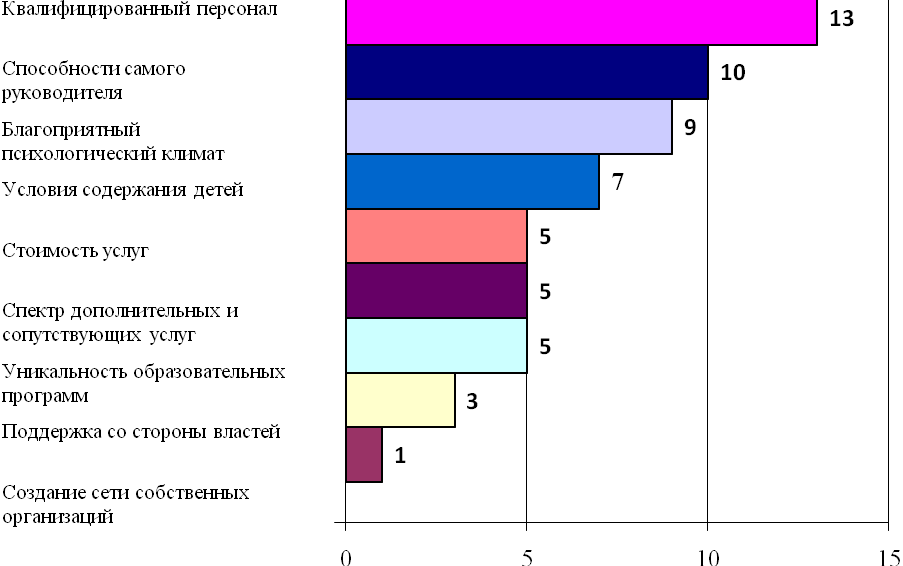 Квалифицированный персонал
13
Способности самого
руководителя
10
Благоприятный
психологический климат
9
Условия содержания детей
7
Стоимость услуг
5
Спектр дополнительных и
сопутствующих услуг
5
Уникальность образовательных
программ
5
Поддержка со стороны властей
3
Создание сети собственных
организаций
1
0 5 10 15